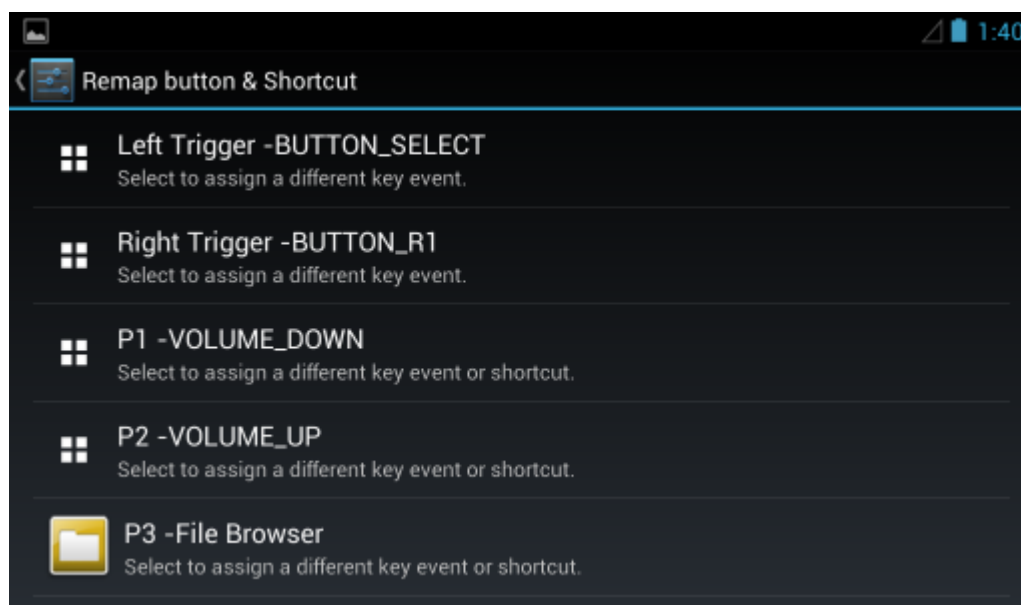 1:40
Remap button & Shortcut
Left Trigger -BUTTON_SELECT
Select to assign a different key event.
Right Trigger -BUTTON_R1
Select to assign a different key event.
P1 -VOLUME_DOWN
Select to assign a different key event or shortcut.
P2 -VOLUME_UP
Select to assign a different key event or shortcut.
P3 -File Browser
Select to assign a different key event or shortcut.